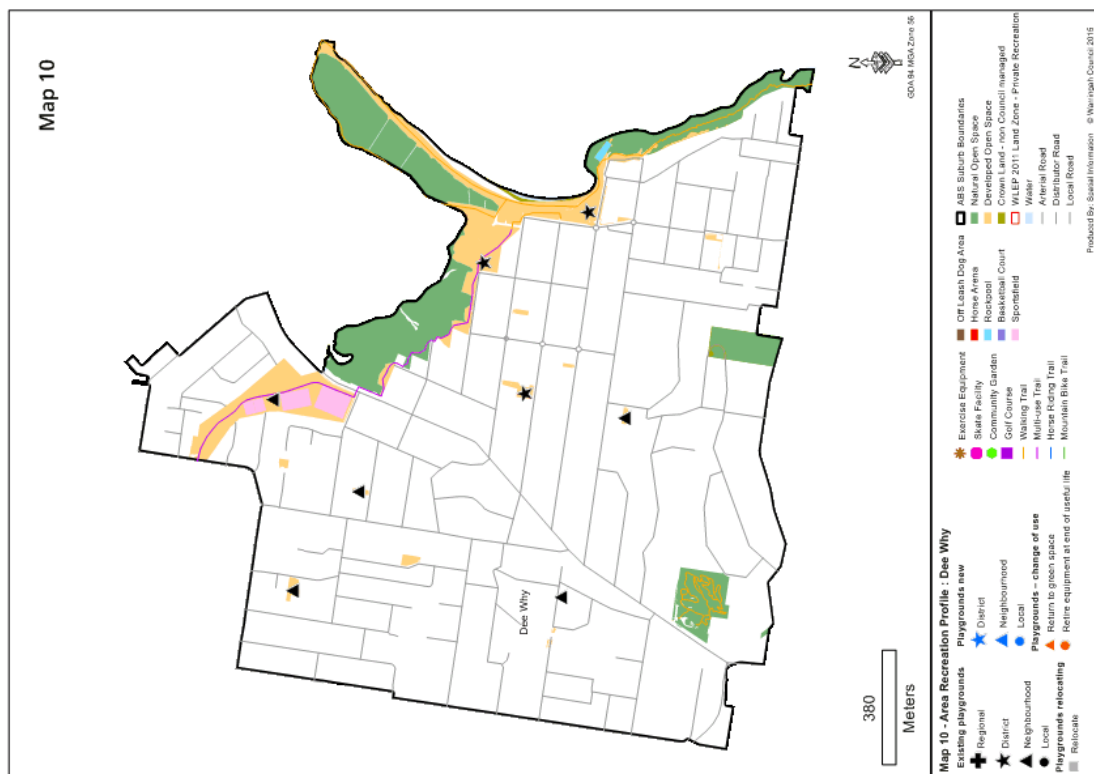 Map 10
N
GDA 94 MGA Zone 56
Dee Why
380
Meters
Map 10 - Area Recreation Profile : Dee Why
Existing playgrounds
Regional
District
Neighbourhood
Local
Playgrounds relocating
Relocate
Playgrounds new
District
Neighbourhood
Local
Playgrounds – change of use
Return to green space
Retire equipment at end of useful life
Exercise Equipment
Skate Facility
Community Garden
Golf Course
Walking Trail
Multi-use Trail
Horse Riding Trail
Mountain Bike Trail
Off Leash Dog Area
Horse Arena
Rockpool
Basketball Court
Sportsfield
ABS Suburb Boundaries
Natural Open Space
Developed Open Space
Crown Land - non Council managed
WLEP 2011 Land Zone - Private Recreation
Water
Arterial Road
Distributor Road
Local Road
Produced By: Spatial Information © Warringah Council 2015